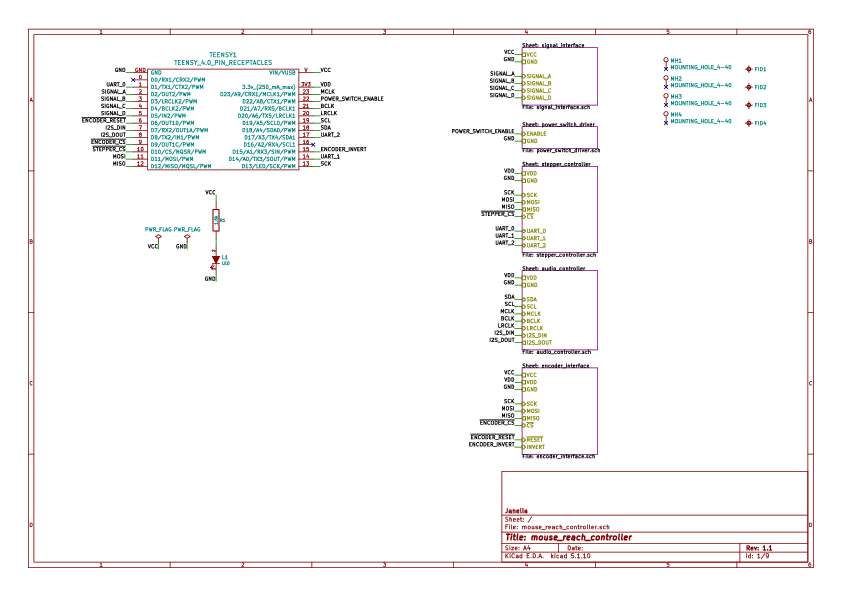 1 2 3 4 5 6
A
B
C
D
TEENSY1
TEENSY_4.0_PIN_RECEPTACLES
GND GND GND VIN/VUSB V VCC
0 D0/RX1/CRX2/PWM
UART_0 1 D1/TX1/CTX2/PWM 3.3v_(250_mA_max) 3V3 VDD
SIGNAL_A 2 D2/OUT2/PWM D23/A9/CRX1/MCLK1/PWM 23 MCLK
SIGNAL_B 3 D3/LRCLK2/PWM D22/A8/CTX1/PWM 22 POWER_SWITCH_ENABLE
SIGNAL_C 4 D4/BCLK2/PWM D21/A7/RX5/BCLK1 21 BCLK
SIGNAL_D 5 D5/IN2/PWM D20/A6/TX5/LRCLK1 20 LRCLK
ENCODER_RESET 6 D6/OUT1D/PWM D19/A5/SCL0/PWM 19 SCL
I2S_DIN 7 D7/RX2/OUT1A/PWM D18/A4/SDA0/PWM 18 SDA
I2S_DOUT 8 D8/TX2/IN1/PWM D17/A3/TX4/SDA1 17 UART_2
ENCODER_CS 9 D9/OUT1C/PWM D16/A2/RX4/SCL1 16
STEPPER_CS 10 D10/CS/MQSR/PWM D15/A1/RX3/SIN/PWM 15 ENCODER_INVERT
MOSI 11 D11/MOSI/PWM D14/A0/TX3/SOUT/PWM 14 UART_1
MISO 12 D12/MISO/MQSL/PWM D13/LED/SCK/PWM 13 SCK
VCC
R1
PWR_FLAG PWR_FLAG
VCC GND
L1
LED
GND
Sheet: signal_interface
VCC VCC
GND GND
SIGNAL_A SIGNAL_A
SIGNAL_B SIGNAL_B
SIGNAL_C SIGNAL_C
SIGNAL_D SIGNAL_D
File: signal_interface.sch
Sheet: power_switch_driver
POWER_SWITCH_ENABLE ENABLE
GND GND
File: power_switch_driver.sch
Sheet: stepper_controller
VDD VDD
GND GND
SCK SCK
MOSI MOSI
MISO MISO
STEPPER_CS CS
UART_0 UART_0
UART_1 UART_1
UART_2 UART_2
File: stepper_controller.sch
Sheet: audio_controller
VDD VDD
GND GND
SDA SDA
SCL SCL
MCLK MCLK
BCLK BCLK
LRCLK LRCLK
I2S_DIN I2S_DIN
I2S_DOUT I2S_DOUT
File: audio_controller.sch
Sheet: encoder_interface
VCC VCC
VDD VDD
GND GND
SCK SCK
MOSI MOSI
MISO MISO
ENCODER_CS CS
ENCODER_RESET RESET
ENCODER_INVERT INVERT
File: encoder_interface.sch
MH1
MOUNTING_HOLE_4-40 FID1
MH2
MOUNTING_HOLE_4-40 FID2
MH3
MOUNTING_HOLE_4-40 FID3
MH4
MOUNTING_HOLE_4-40 FID4
Janelia
Sheet: /
File: mouse_reach_controller.sch
Title: mouse_reach_controller
Size: A4 Date: Rev: 1.1
KiCad E.D.A. kicad 5.1.10 Id: 1/9
A
B
C
D
1 2 3 4 5 6